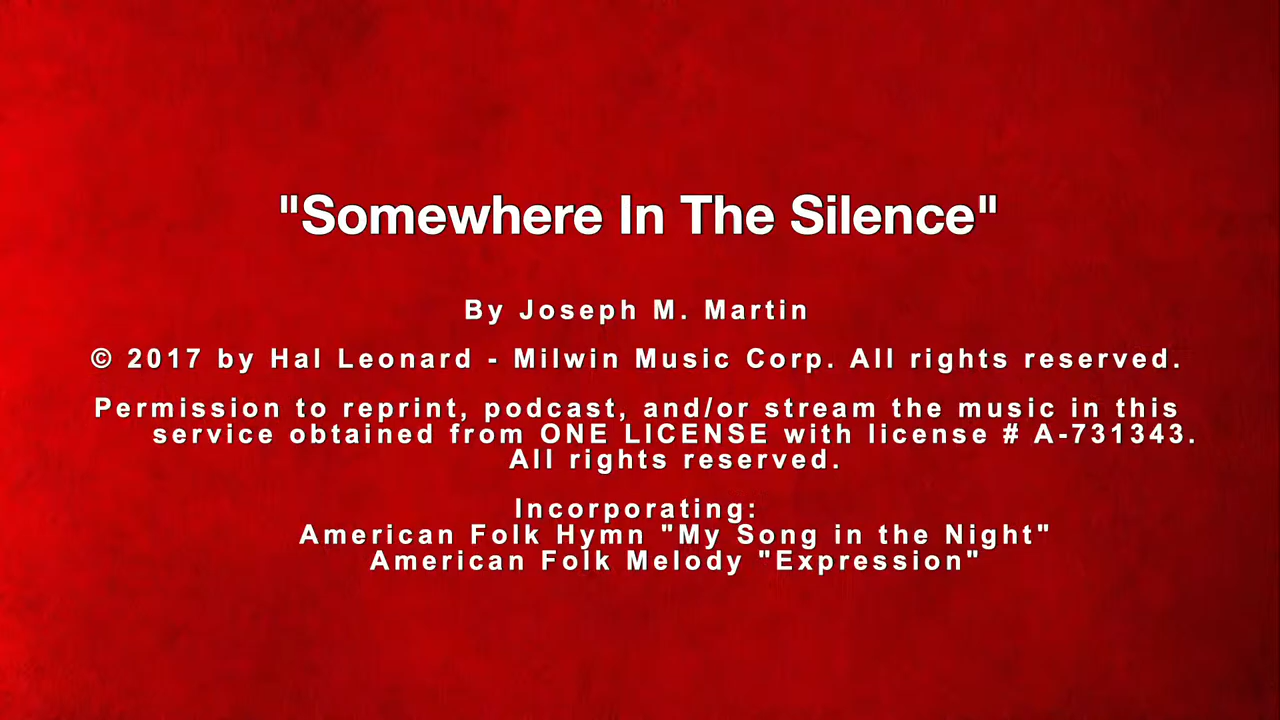 "Somewhere In The Silence"
By Joseph M. Martin
© 2017 by Hal Leonard - Milwin Music Corp. All rights reserved.
Permission to reprint, podcast, and/or stream the music in this
service obtained from ONE LICENSE with license # A-731343.
All rights reserved.
Incorporating:
American Folk Hymn "My Song in the Night"
American Folk Melody "Expression"